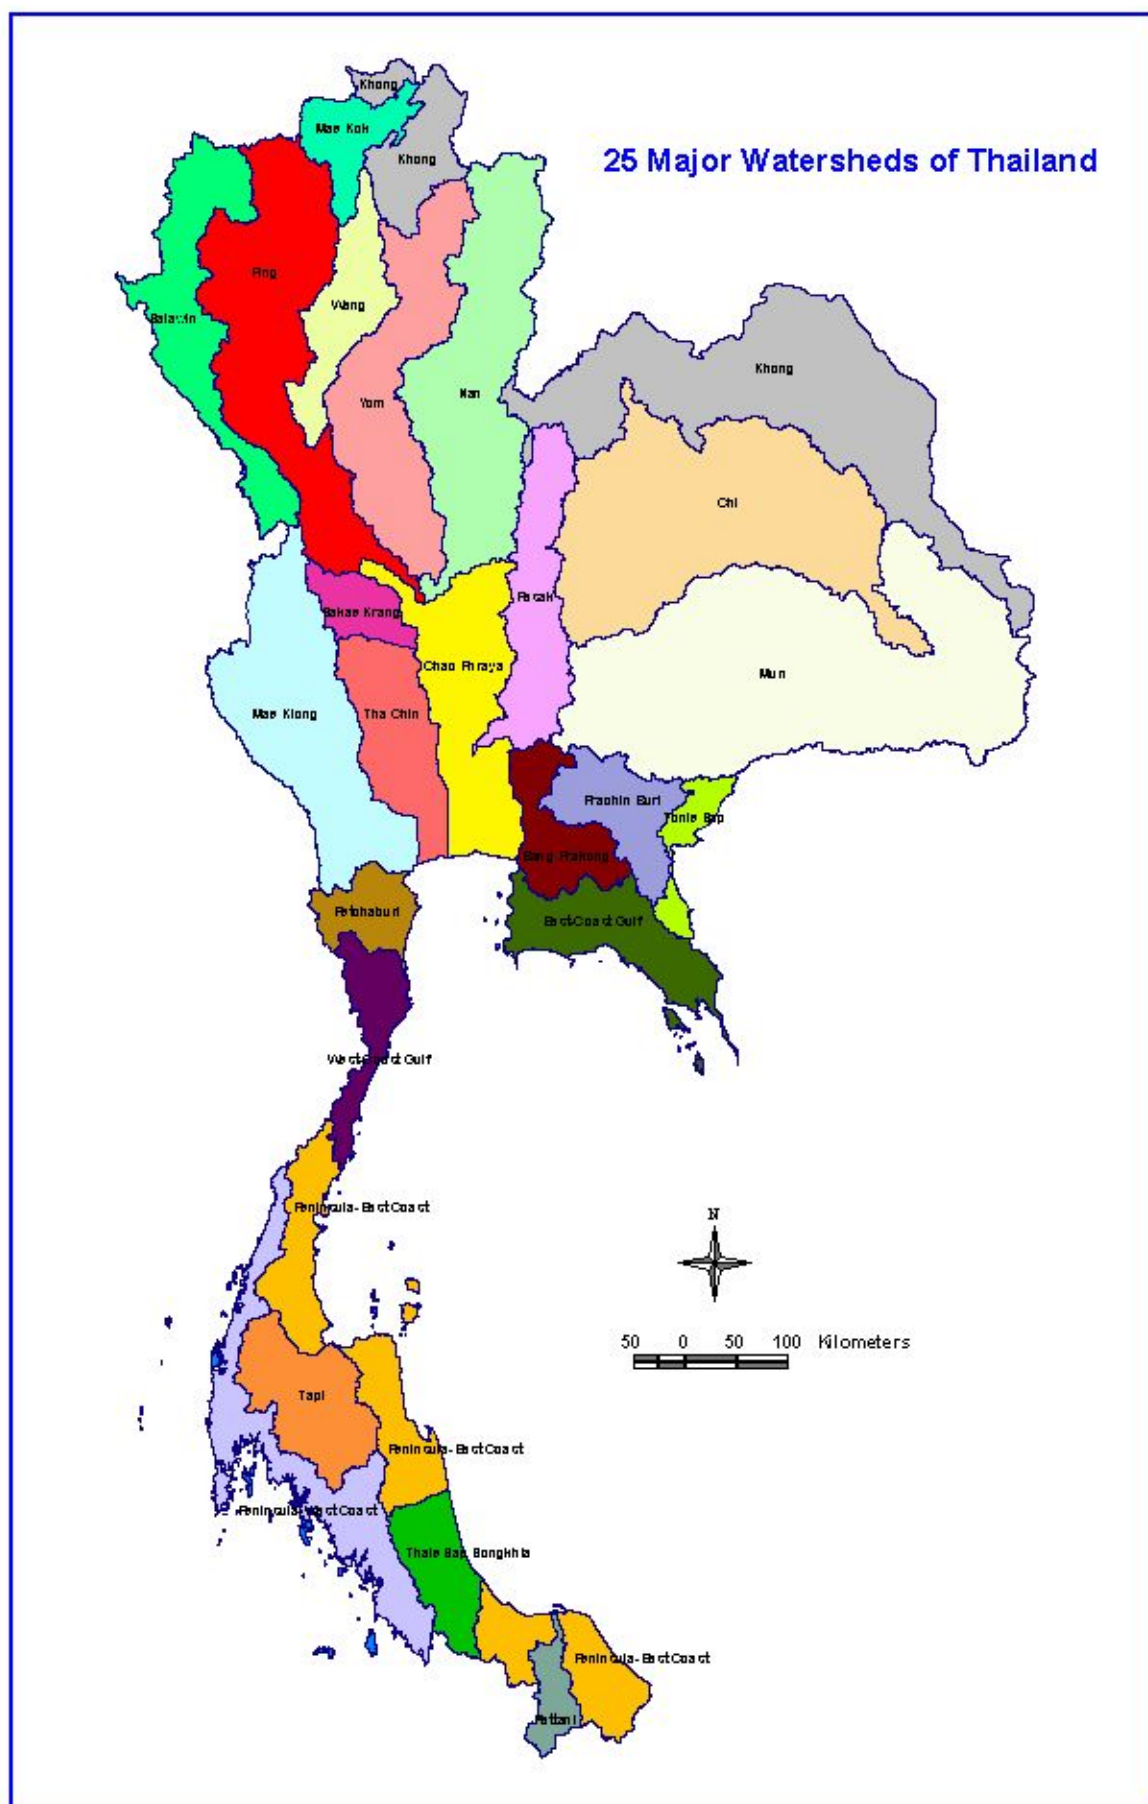 Khong
Mae Kok
Khong
25 Major Watersheds of Thailand
Ping
Wang
Salawin
Khong
Nan
Yom
Chi
Pasak
Sakae Krang
Chao Phraya
Mun
Mae Klong
Tha Chin
Prachin Buri
Tonle Sap
Bang Prakong
Petchaburi
East-Coast Gulf
West-Coast Gulf
Peninsula-East Coast
N
50 0 50 100 Kilometers
Tapi
Peninsula-East Coast
Peninsula-West Coast
Thale Sap Songkhla
Peninsula-East Coast
Pattani